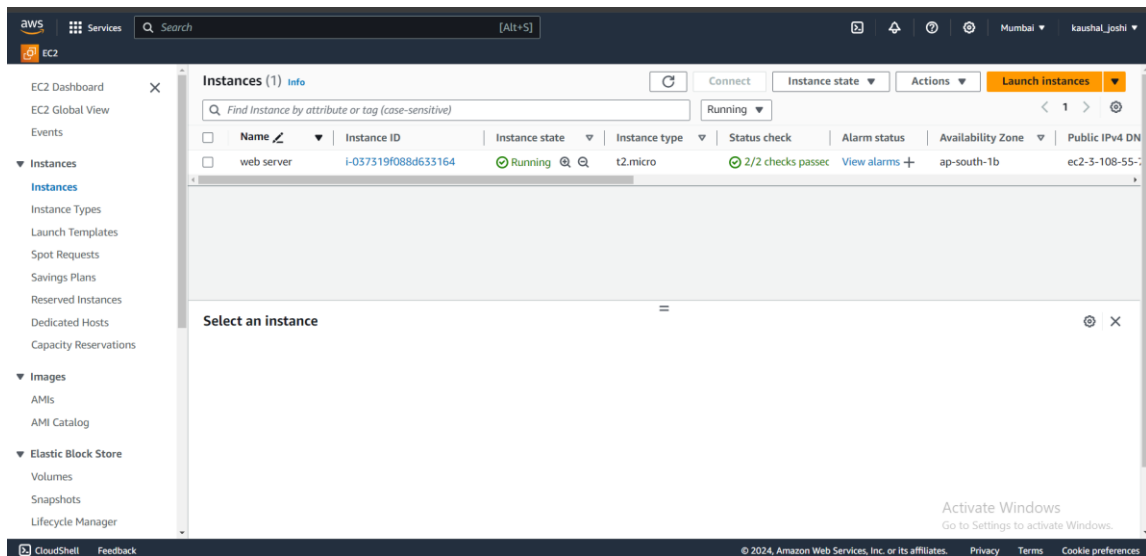 aws Services Search [Alt+S] Mumbai kaushal_joshi
EC2
EC2 Dashboard
EC2 Global View
Events
Instances
Instances
Instance Types
Launch Templates
Spot Requests
Savings Plans
Reserved Instances
Dedicated Hosts
Capacity Reservations
Images
AMIs
AMI Catalog
Elastic Block Store
Volumes
Snapshots
Lifecycle Manager
Instances (1) Info Connect Instance state Actions Launch instances
Find Instance by attribute or tag (case-sensitive) Running 1
Name Instance ID Instance state Instance type Status check Alarm status Availability Zone Public IPv4 DN
web server i-037319f088d633164 Running t2.micro 2/2 checks passec View alarms ap-south-1b ec2-3-108-55-
Select an instance
Activate Windows
Go to Settings to activate Windows.
CloudShell Feedback © 2024, Amazon Web Services, Inc. or its affiliates. Privacy Terms Cookie preferences